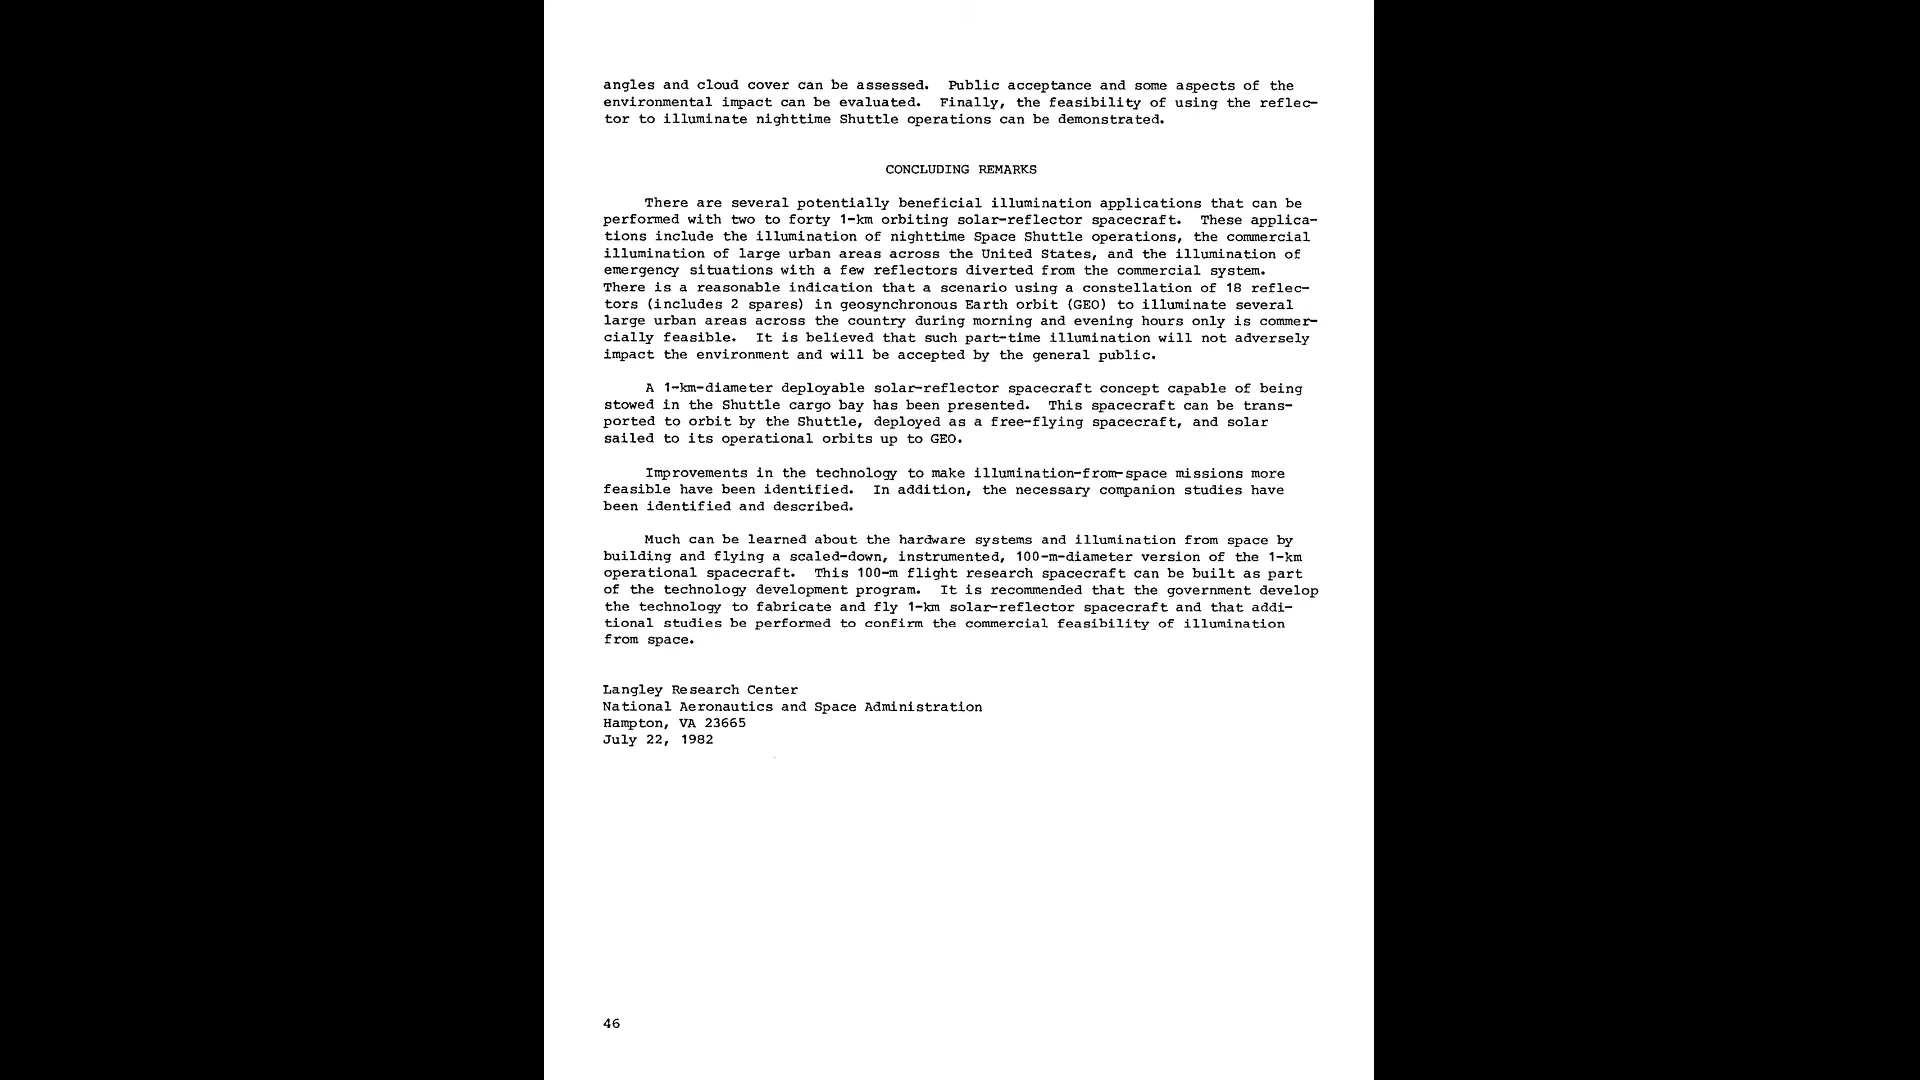 angles and cloud cover can be assessed. Public acceptance and some aspects of the
environmental impact can be evaluated. Finally, the feasibility of using the reflec-
tor to illuminate nighttime Shuttle operations can be demonstrated.
CONCLUDING REMARKS
There are several potentially beneficial illumination applications that can be
performed with two to forty 1-km orbiting solar-reflector spacecraft. These applica-
tions include the illumination of nighttime Space Shuttle operations, the commercial
illumination of large urban areas across the United States, and the illumination of
emergency situations with a few reflectors diverted from the commercial system.
There is a reasonable indication that a scenario using a constellation of 18 reflec-
tors (includes 2 spares) in geosynchronous Earth orbit (GEO) to illuminate several
large urban areas across the country during morning and evening hours only is commer-
cially feasible. It is believed that such part-time illumination will not adversely
impact the environment and will be accepted by the general public.
A 1-km-diameter deployable solar-reflector spacecraft concept capable of being
stowed in the Shuttle cargo bay has been presented. This spacecraft can be trans-
ported to orbit by the Shuttle, deployed as a free-flying spacecraft, and solar
sailed to its operational orbits up to GEO.
Improvements in the technology to make illumination-from-space missions more
feasible have been identified. In addition, the necessary companion studies have
been identified and described.
Much can be learned about the hardware systems and illumination from space by
building and flying a scaled-down, instrumented, 100-m-diameter version of the 1-km
operational spacecraft. This 100-m flight research spacecraft can be built as part
of the technology development program. It is recommended that the government develop
the technology to fabricate and fly 1-km solar-reflector spacecraft and that addi-
tional studies be performed to confirm the commercial feasibility of illumination
from space.
Langley Research Center
National Aeronautics and Space Administration
Hampton, VA 23665
July 22, 1982
46